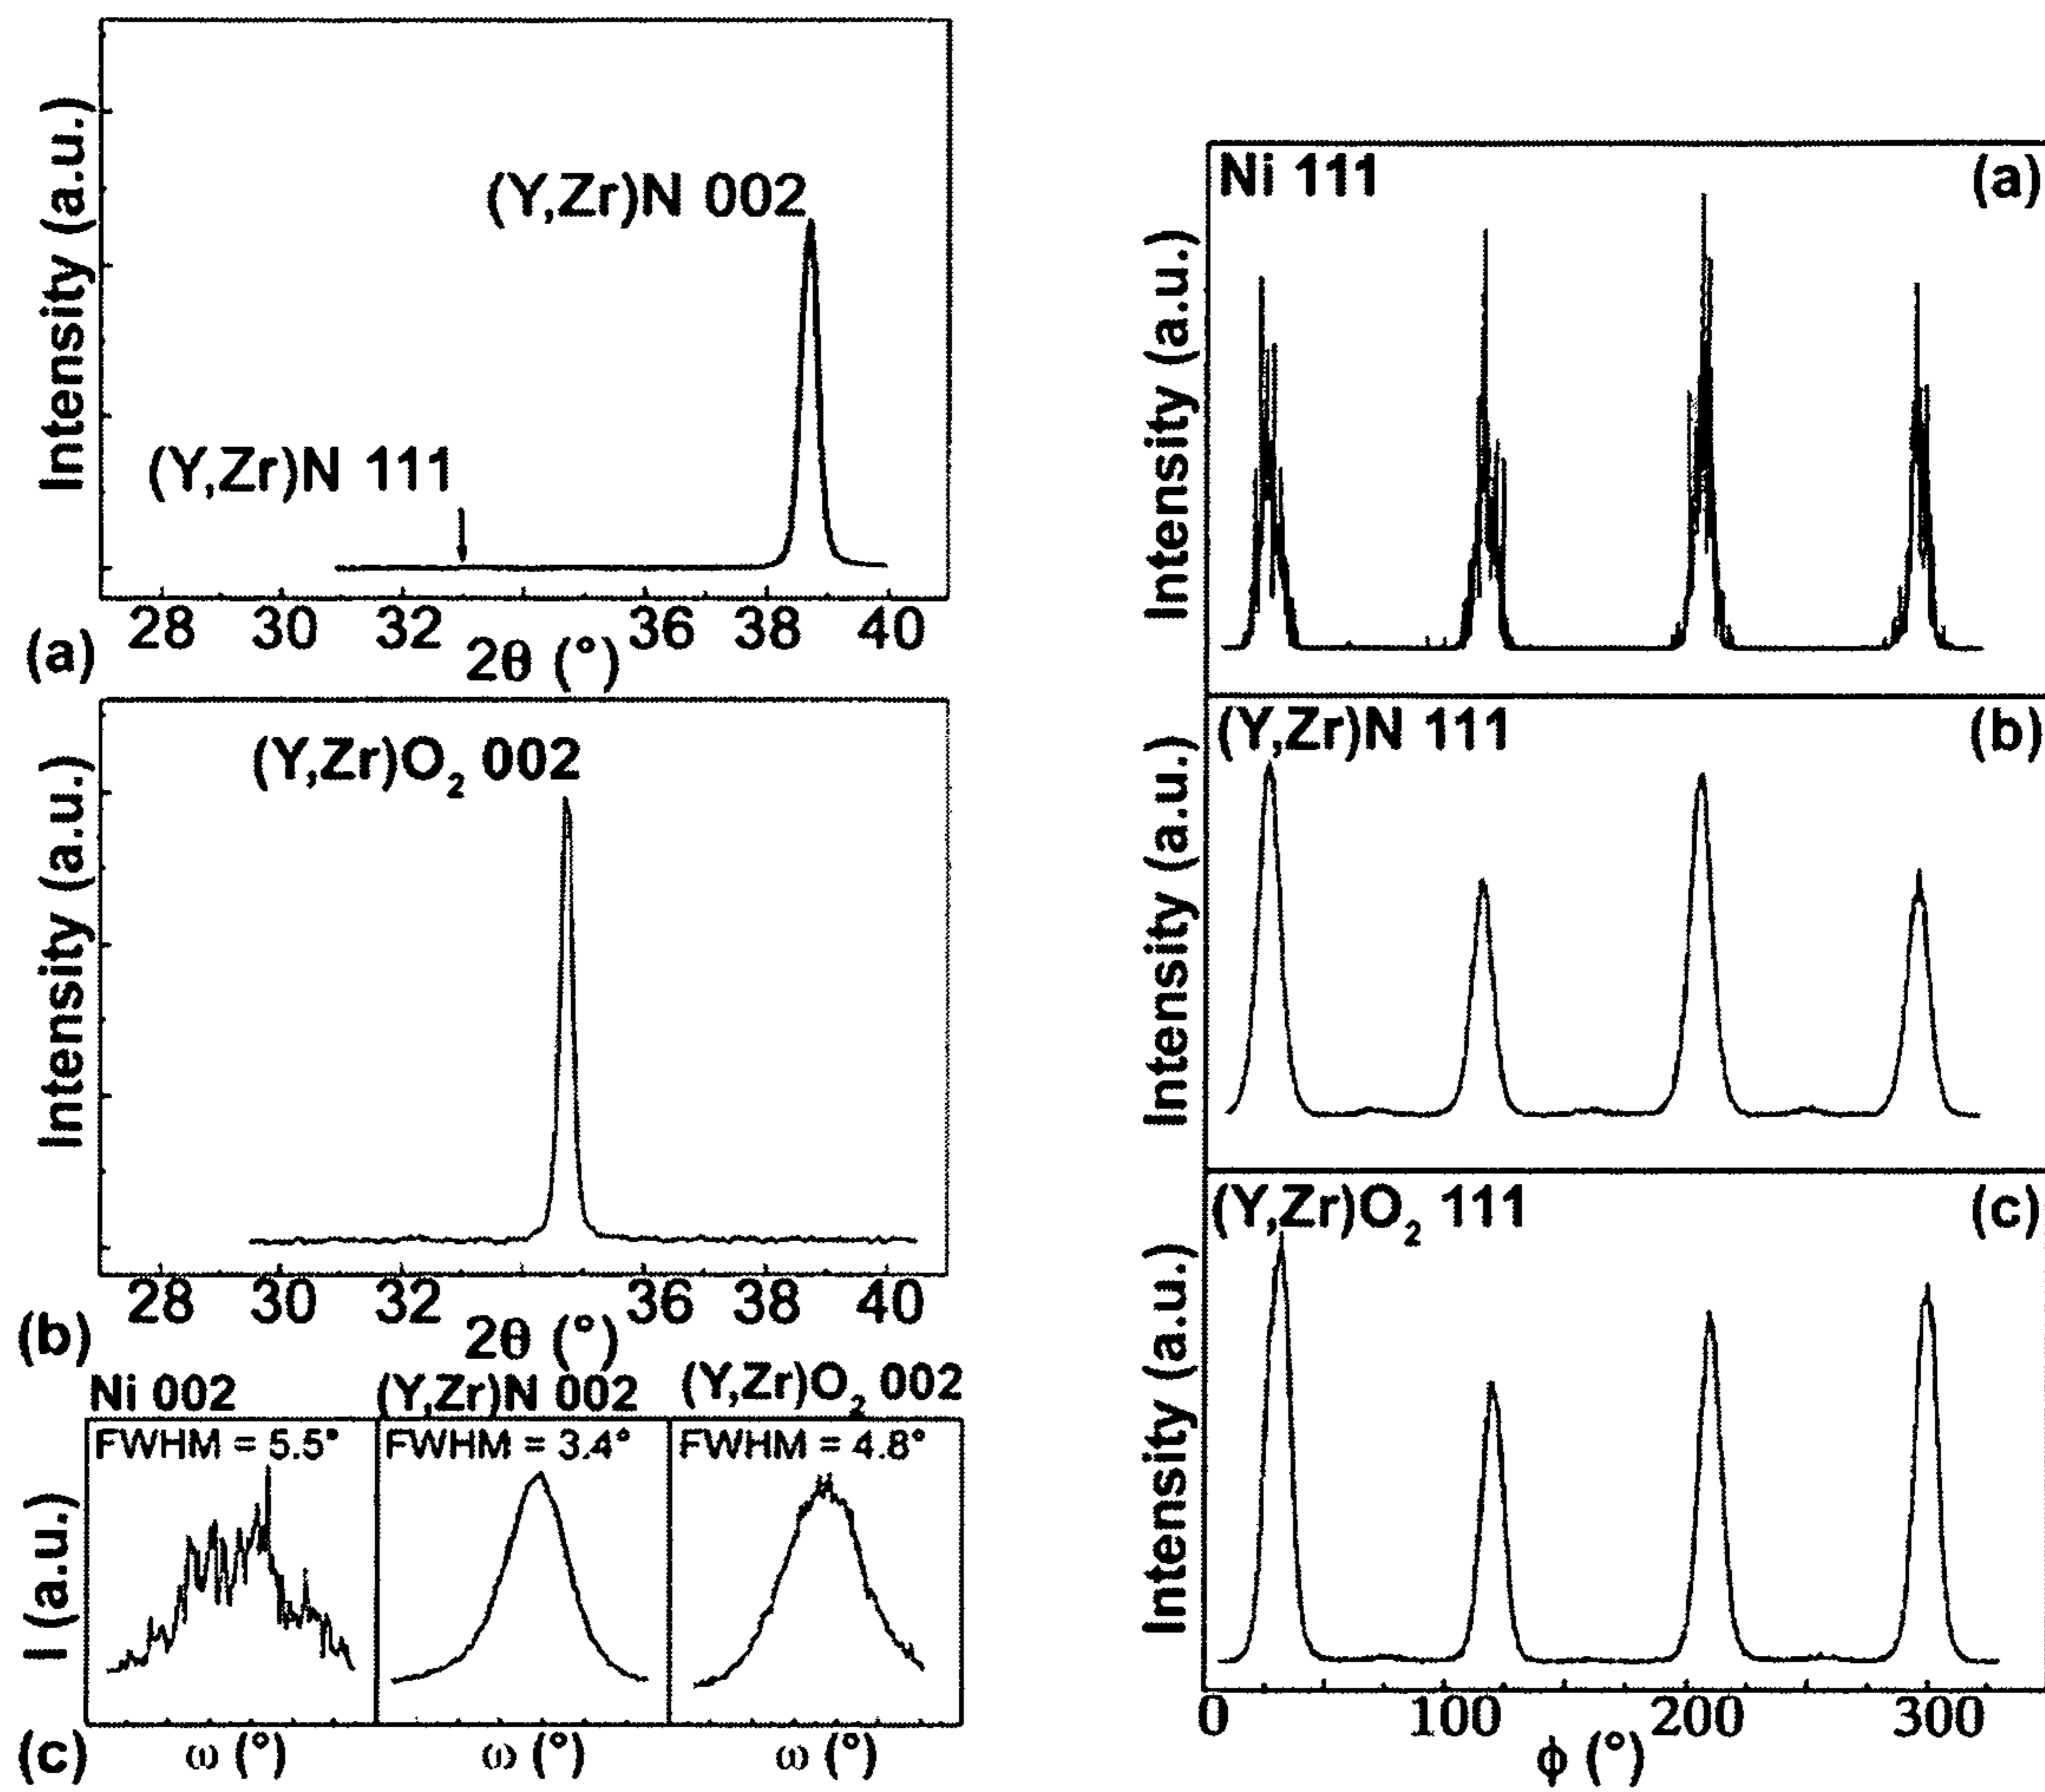 Intensity (a.u.)
(Y,Zr)N 002
(Y,Zr)N 111
28 30 32 36 38 40
(a) 2θ (°)
Intensity (a.u.)
(Y,Zr)O₂ 002
28 30 32 36 38 40
(b) 2θ (°)
Ni 002 (Y,Zr)N 002 (Y,Zr)O₂ 002
FWHM = 5.5° FWHM = 3.4° FWHM = 4.8°
I (a.u.)
(c) ω (°) ω (°) ω (°)
Ni 111 (a)
Intensity (a.u.)
(Y,Zr)N 111 (b)
Intensity (a.u.)
(Y,Zr)O₂ 111 (c)
Intensity (a.u.)
0 100 200 300
ϕ (°)